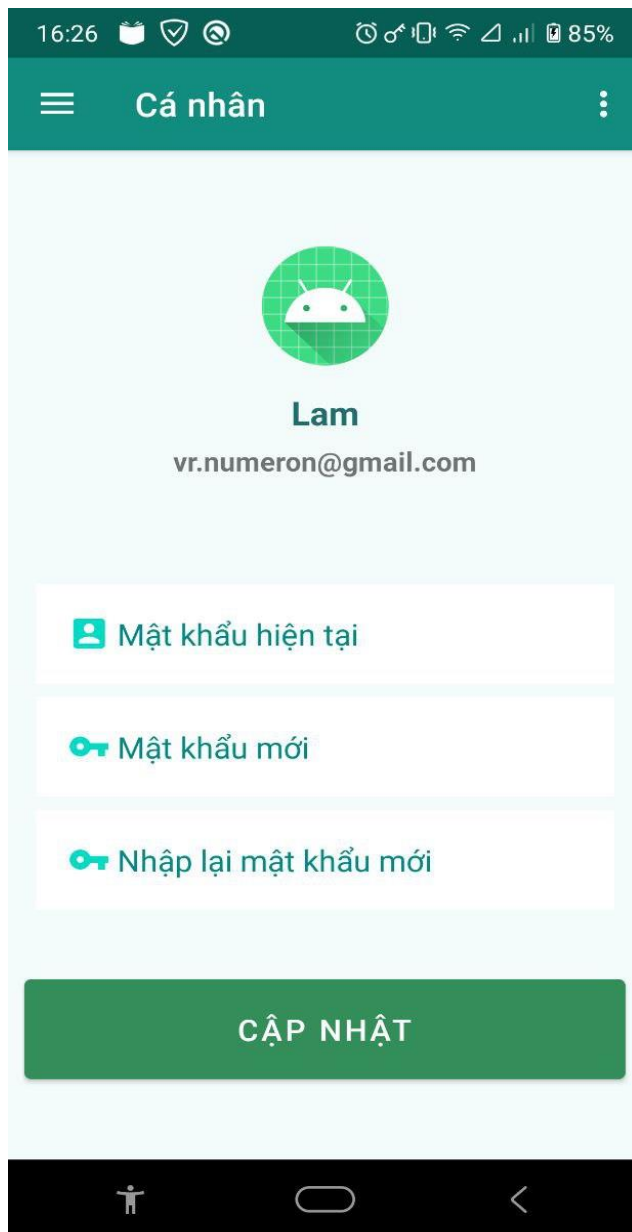 16:26
85%
Cá nhân
Lam
vr.numeron@gmail.com
Mật khẩu hiện tại
Mật khẩu mới
Nhập lại mật khẩu mới
CẬP NHẬT